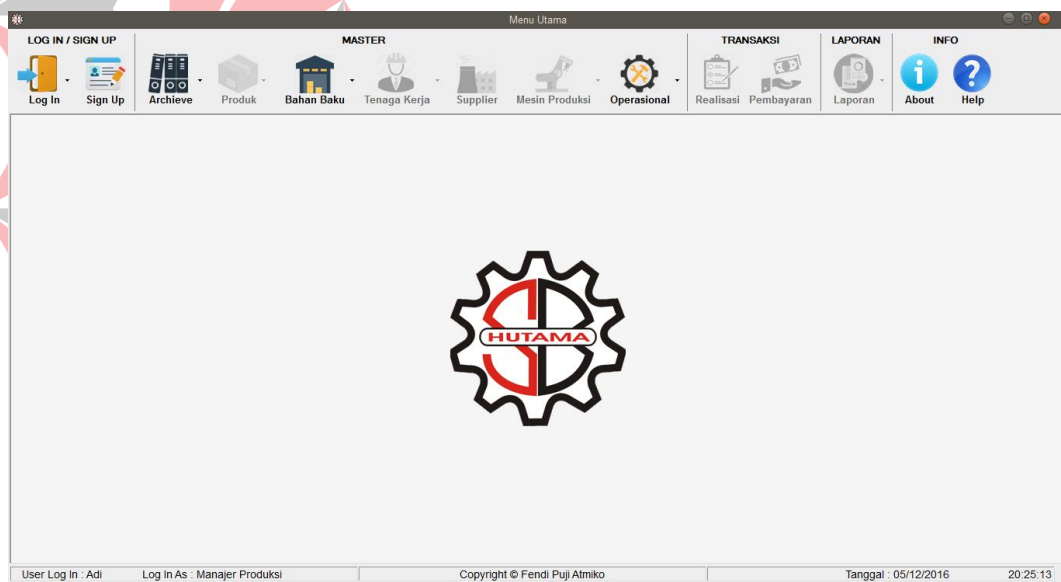 Menu Utama
LOG IN / SIGN UP MASTER TRANSAKSI LAPORAN INFO
Log In Sign Up Archieve Produk Bahan Baku Tenaga Kerja Supplier Mesin Produksi Operasional Realisasi Pembayaran Laporan About Help
HUTAMA
User Log In : Adi Log In As : Manajer Produksi Copyright © Fendi Puji Atmiko Tanggal : 05/12/2016 20:25:13